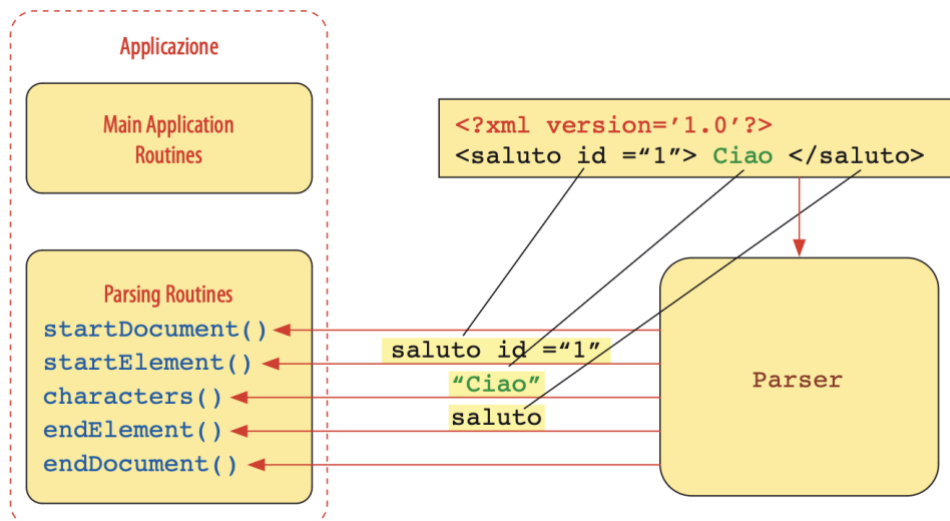 Applicazione
Main Application
Routines
<?xml version='1.0'?>
<saluto id =“1”> Ciao </saluto>
Parsing Routines
startDocument()
startElement()
characters()
endElement()
endDocument()
saluto id =“1”
“Ciao”
saluto
Parser